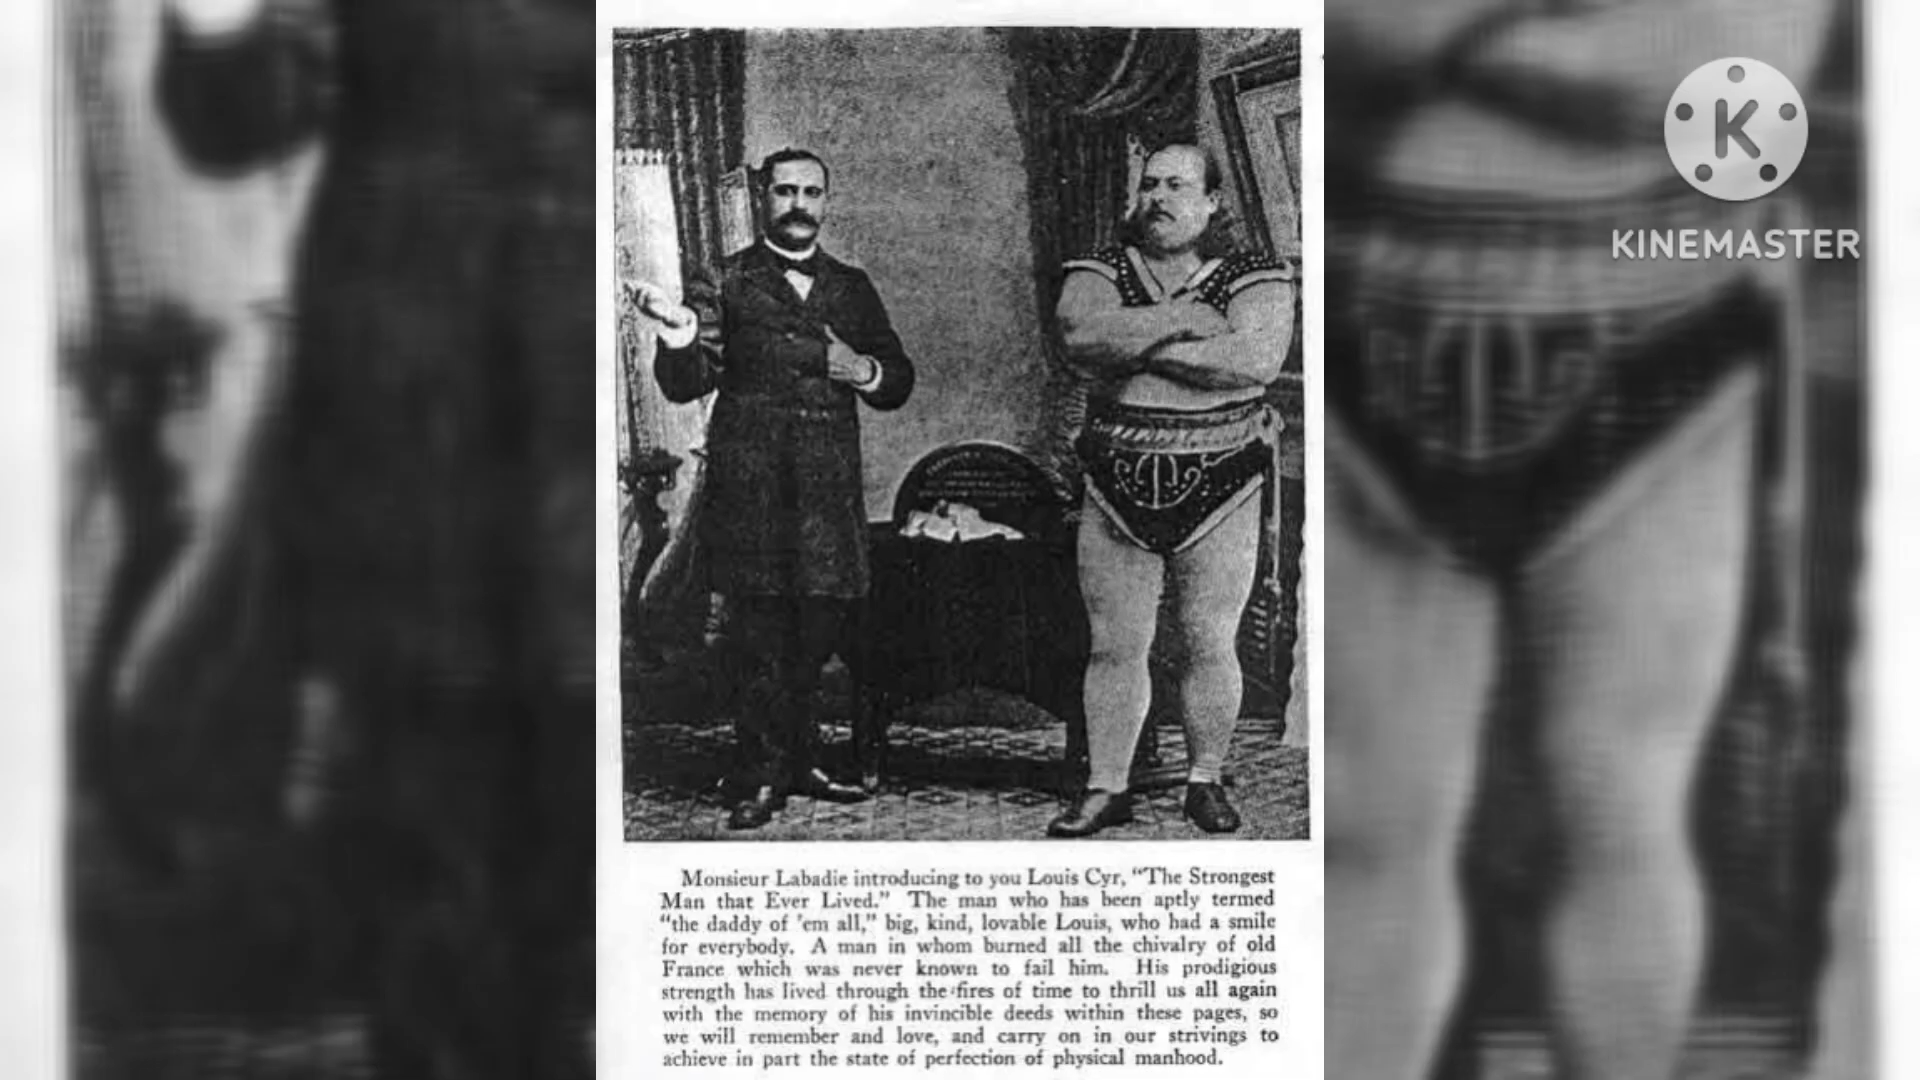 K
KINEMASTER
Monsieur Labadie introducing to you Louis Cyr, "The Strongest
Man that Ever Lived." The man who has been aptly termed
"the daddy of 'em all," big, kind, lovable Louis, who had a smile
for everybody. A man in whom burned all the chivalry of old
France which was never known to fail him. His prodigious
strength has lived through the fires of time to thrill us all again
with the memory of his invincible deeds within these pages, so
we will remember and love, and carry on in our strivings to
achieve in part the state of perfection of physical manhood.